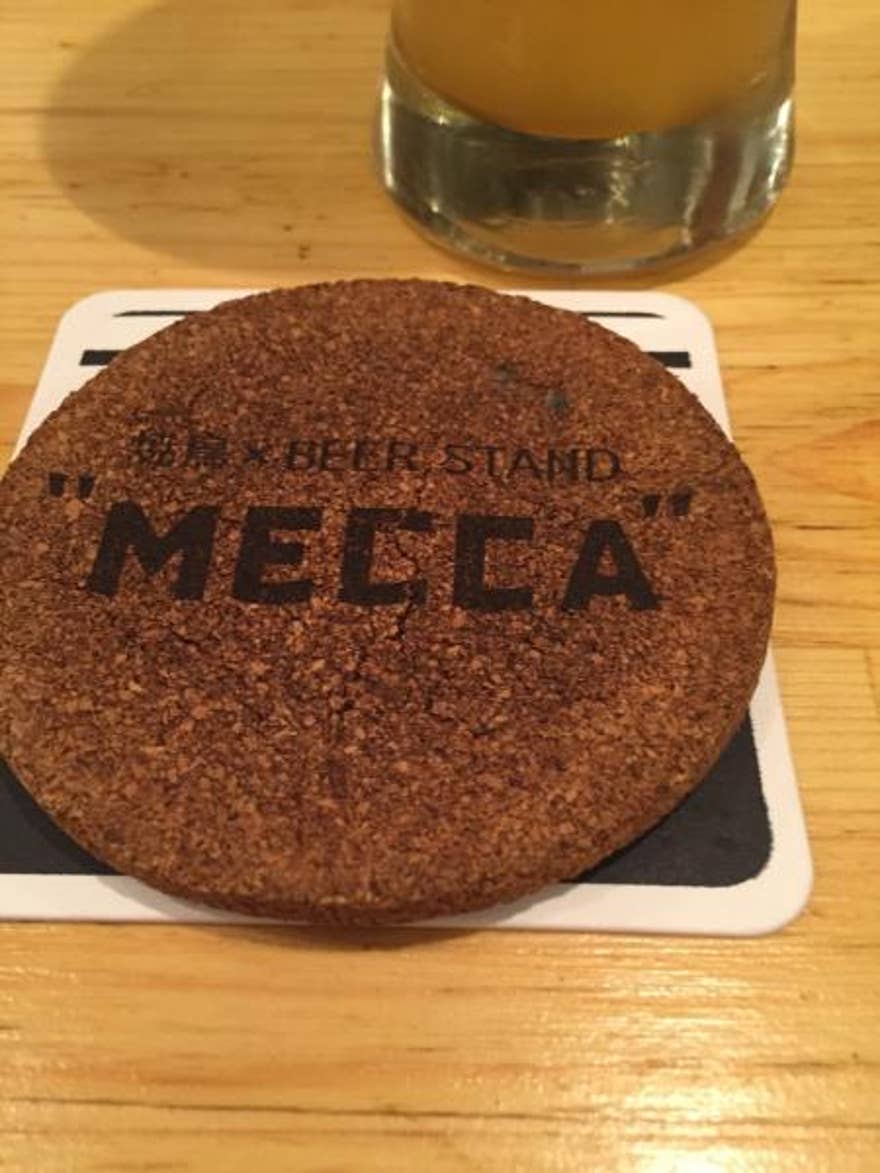 × BEER STAND
"MECCA"